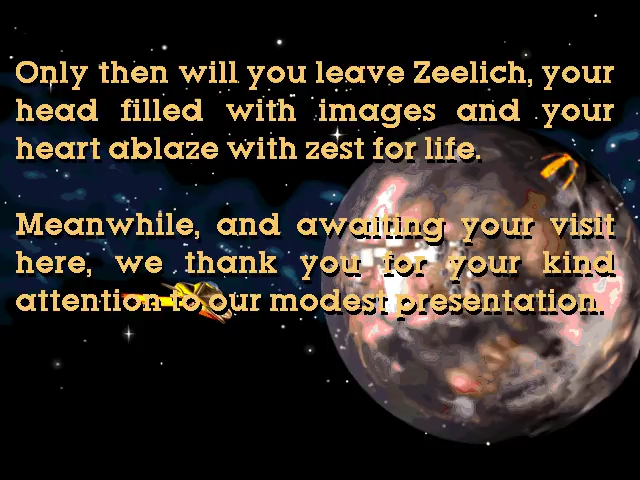 Only then will you leave Zeelich, your
head filled with images and your
heart ablaze with zest for life.
Meanwhile, and awaiting your visit
here, we thank you for your kind
attention to our modest presentation.